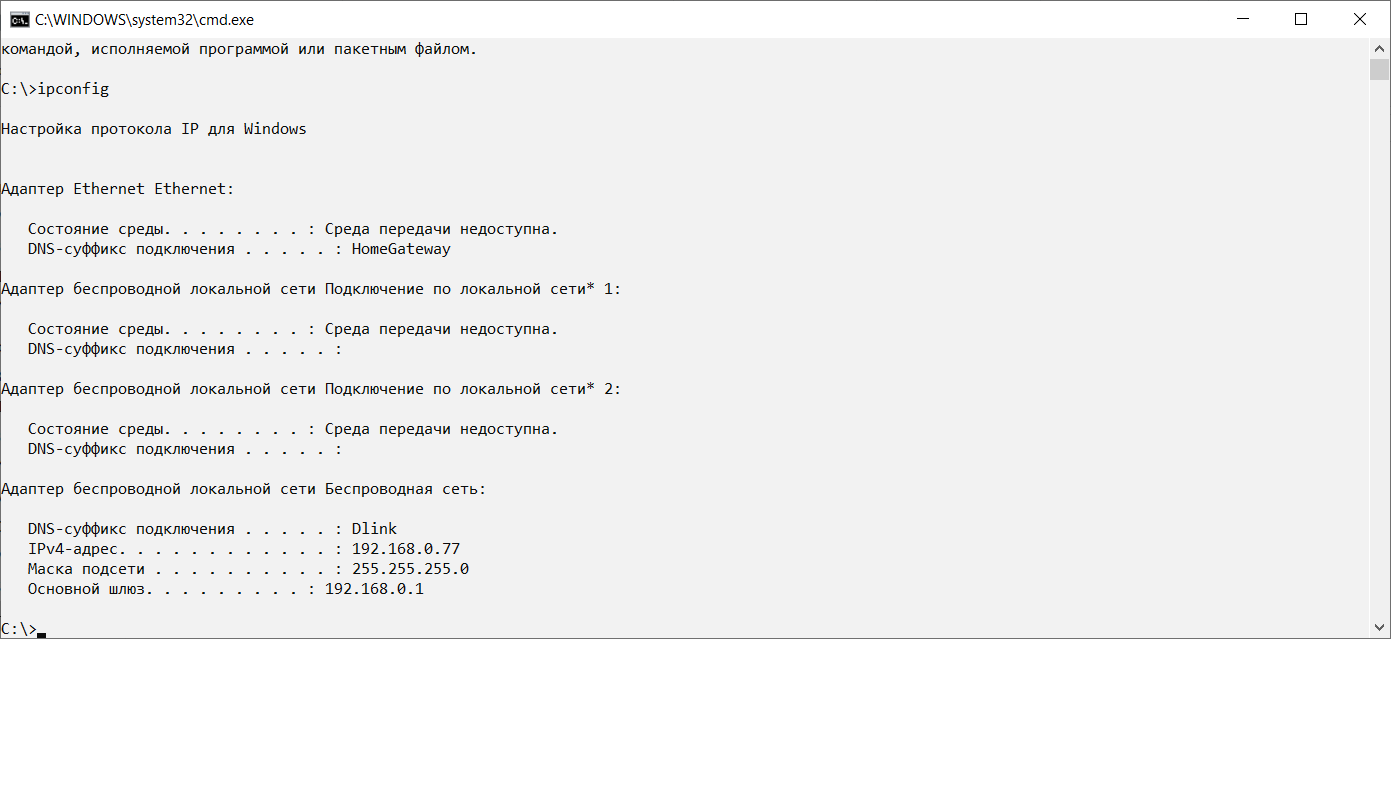 C:\WINDOWS\system32\cmd.exe
командой, исполняемой программой или пакетным файлом.
C:\>ipconfig
Настройка протокола IP для Windows
Адаптер Ethernet Ethernet:
Состояние среды. . . . . . . . : Среда передачи недоступна.
DNS-суффикс подключения . . . . . : HomeGateway
Адаптер беспроводной локальной сети Подключение по локальной сети* 1:
Состояние среды. . . . . . . . : Среда передачи недоступна.
DNS-суффикс подключения . . . . . :
Адаптер беспроводной локальной сети Подключение по локальной сети* 2:
Состояние среды. . . . . . . . : Среда передачи недоступна.
DNS-суффикс подключения . . . . . :
Адаптер беспроводной локальной сети Беспроводная сеть:
DNS-суффикс подключения . . . . . : Dlink
IPv4-адрес. . . . . . . . . . . . : 192.168.0.77
Маска подсети . . . . . . . . . . : 255.255.255.0
Основной шлюз. . . . . . . . . : 192.168.0.1
C:\>